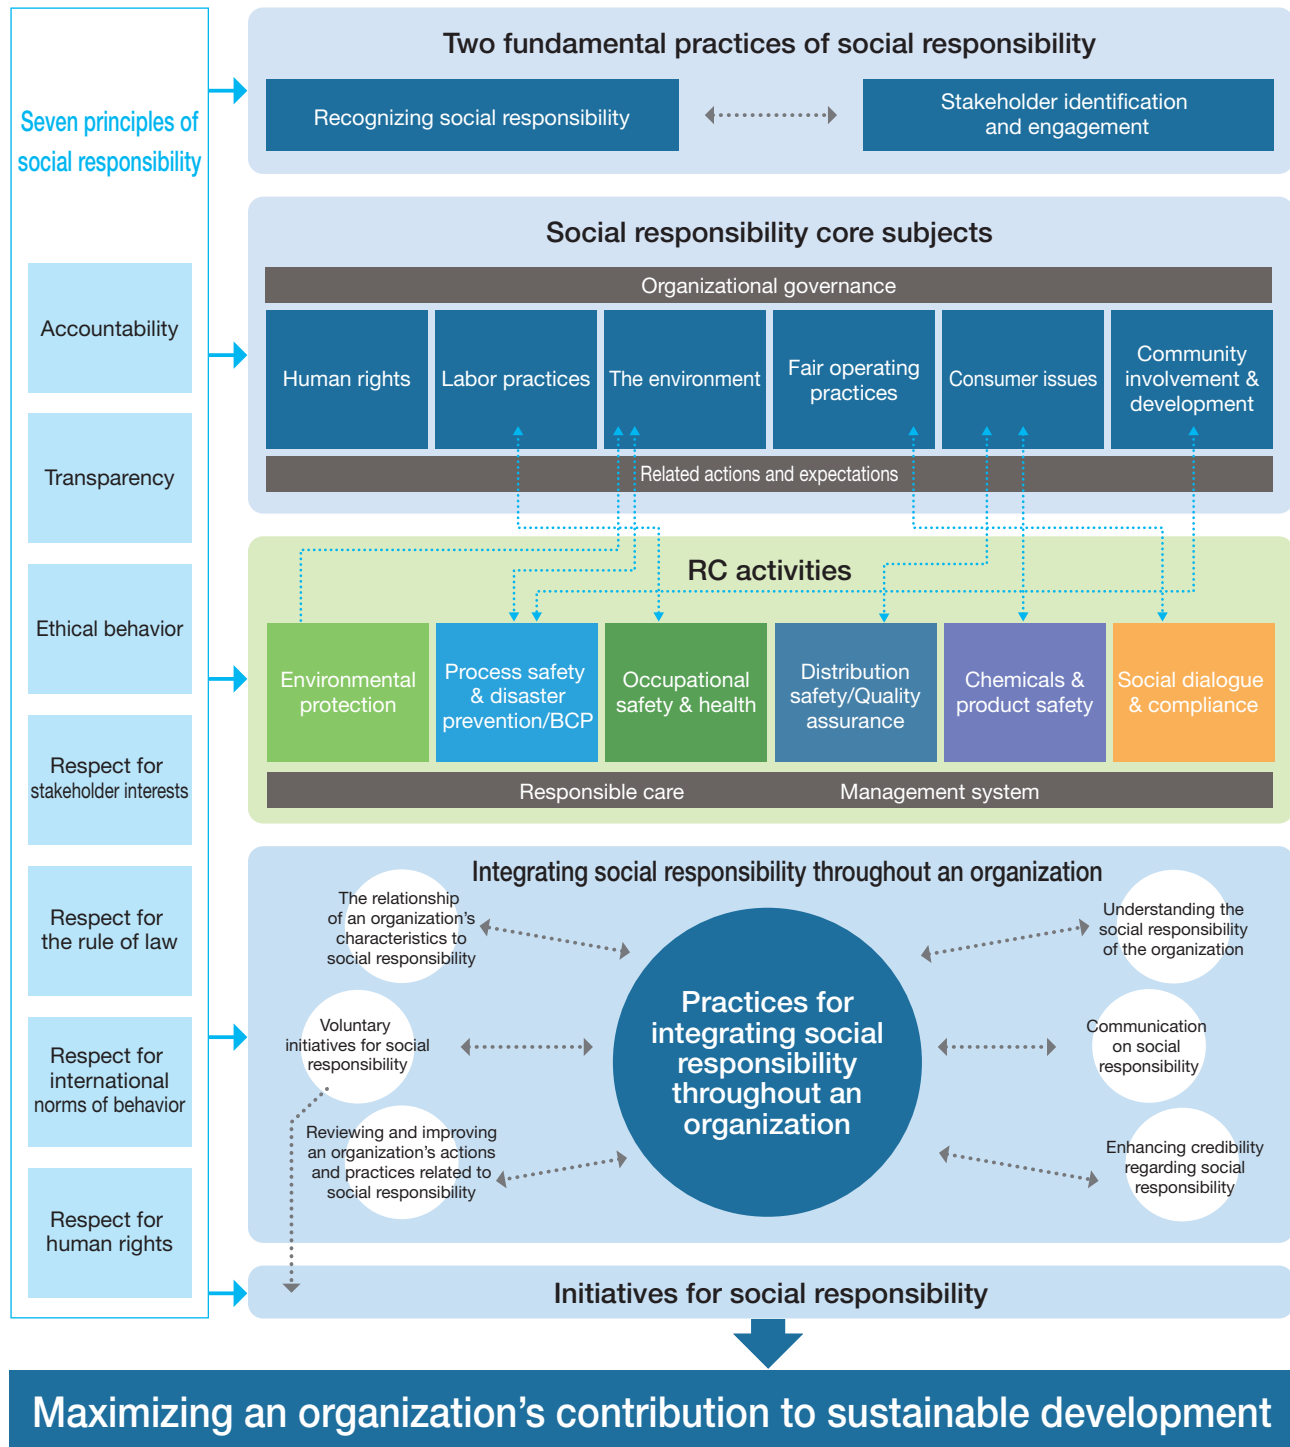 Seven principles of
social responsibility
Accountability
Transparency
Ethical behavior
Respect for
stakeholder interests
Respect for
the rule of law
Respect for
international
norms of behavior
Respect for
human rights
Two fundamental practices of social responsibility
Recognizing social responsibility
Stakeholder identification
and engagement
Social responsibility core subjects
Organizational governance
Human rights
Labor practices
The environment
Fair operating
practices
Consumer issues
Community
involvement &
development
Related actions and expectations
RC activities
Environmental
protection
Process safety
& disaster
prevention/BCP
Occupational
safety & health
Distribution
safety/Quality
assurance
Chemicals &
product safety
Social dialogue
& compliance
Responsible care
Management system
Integrating social responsibility throughout an organization
The relationship
of an organization’s
characteristics to
social responsibility
Voluntary
initiatives for social
responsibility
Reviewing and improving
an organization’s actions
and practices related to
social responsibility
Practices for
integrating social
responsibility
throughout an
organization
Understanding the
social responsibility
of the organization
Communication
on social
responsibility
Enhancing credibility
regarding social
responsibility
Initiatives for social responsibility
Maximizing an organization’s contribution to sustainable development